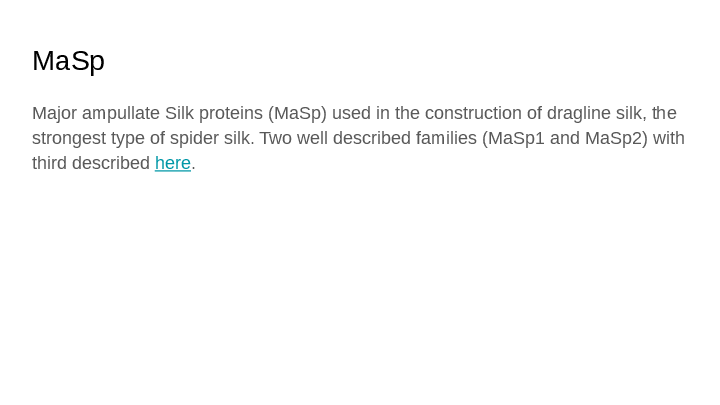 MaSp
Major ampullate Silk proteins (MaSp) used in the construction of dragline silk, the
strongest type of spider silk. Two well described families (MaSp1 and MaSp2) with
third described here.